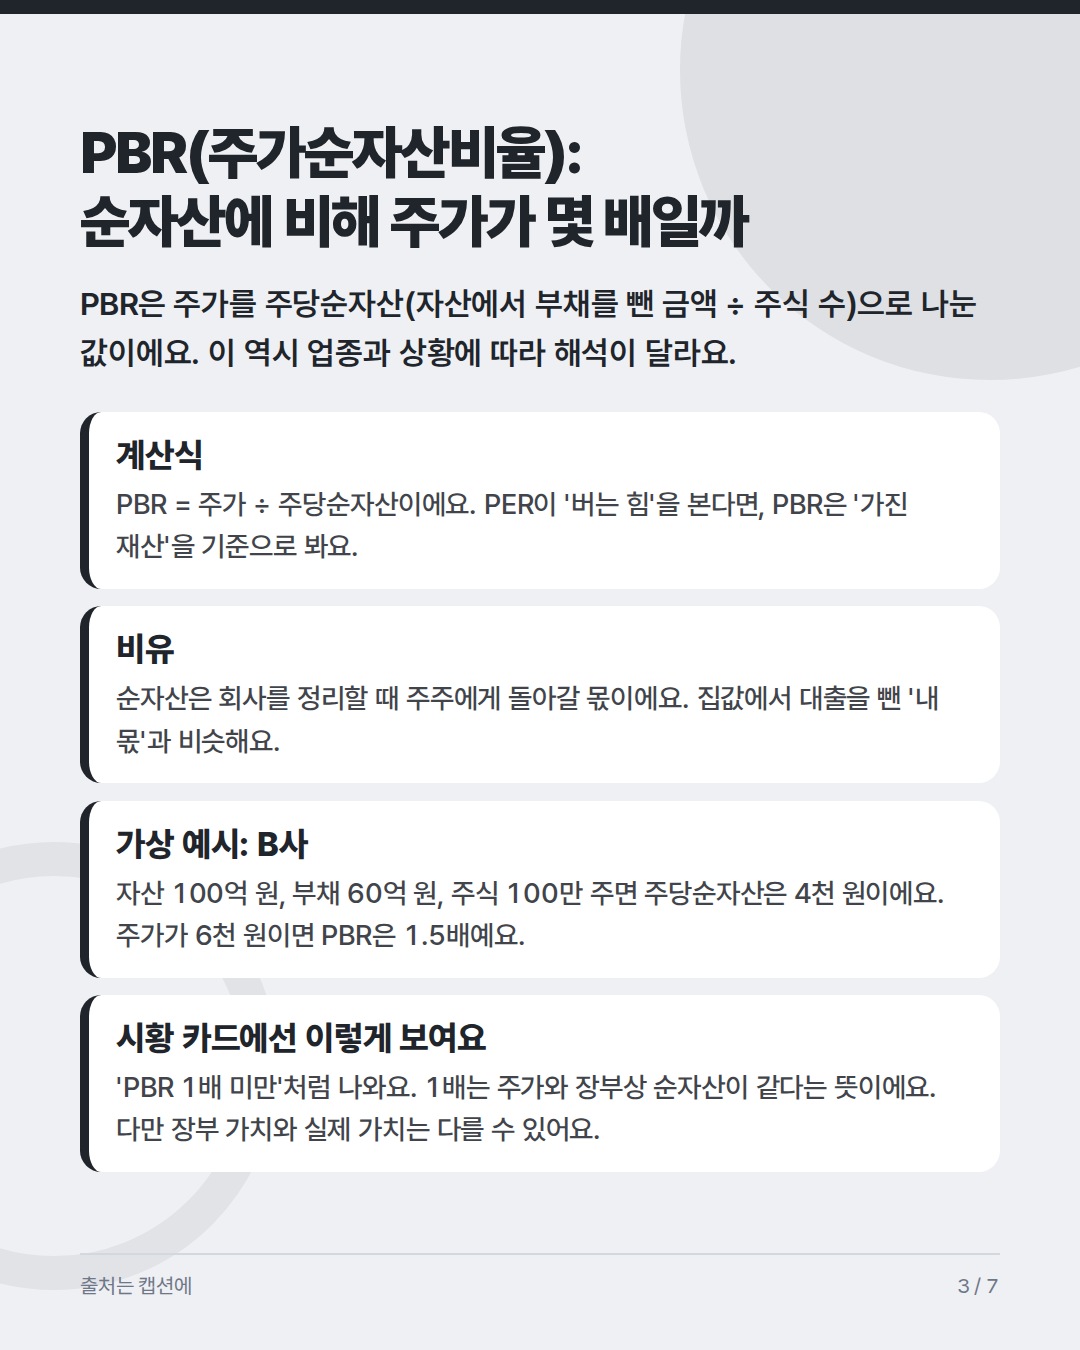 PBR(주가순자산비율):
순자산에 비해 주가가 몇 배일까
PBR은 주가를 주당순자산(자산에서 부채를 뺀 금액 ÷ 주식 수)으로 나눈
값이에요. 이 역시 업종과 상황에 따라 해석이 달라요.
계산식
PBR = 주가 ÷ 주당순자산이에요. PER이 '버는 힘'을 본다면, PBR은 '가진
재산'을 기준으로 봐요.
비유
순자산은 회사를 정리할 때 주주에게 돌아갈 몫이에요. 집값에서 대출을 뺀 '내
몫'과 비슷해요.
가상 예시: B사
자산 100억 원, 부채 60억 원, 주식 100만 주면 주당순자산은 4천 원이에요.
주가가 6천 원이면 PBR은 1.5배예요.
시황 카드에선 이렇게 보여요
'PBR 1배 미만'처럼 나와요. 1배는 주가와 장부상 순자산이 같다는 뜻이에요.
다만 장부 가치와 실제 가치는 다를 수 있어요.
출처는 캡션에
3 / 7